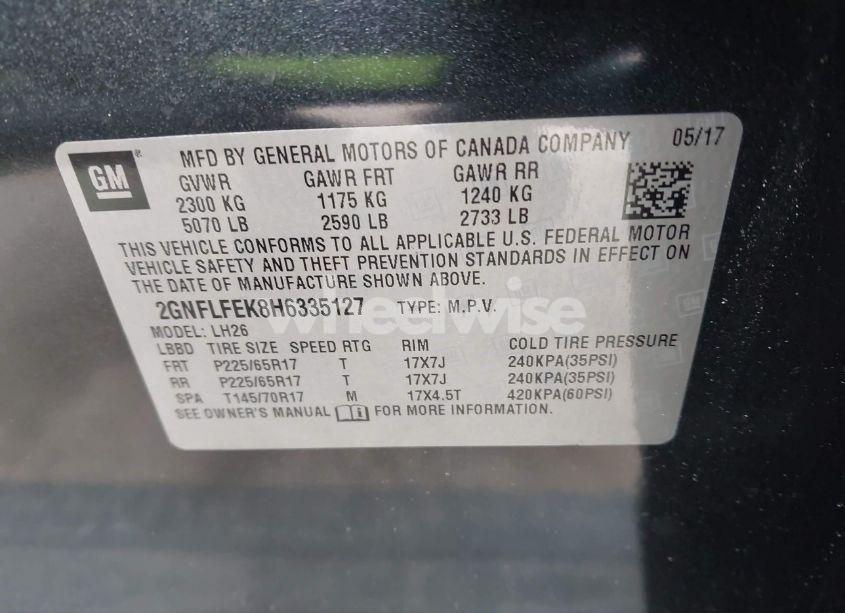 GM
MFD BY GENERAL MOTORS OF CANADA COMPANY 05/17
GVWR GAWR FRT GAWR RR
2300 KG 1175 KG 1240 KG
5070 LB 2590 LB 2733 LB
THIS VEHICLE CONFORMS TO ALL APPLICABLE U.S. FEDERAL MOTOR
VEHICLE SAFETY AND THEFT PREVENTION STANDARDS IN EFFECT ON
THE DATE OF MANUFACTURE SHOWN ABOVE.
2GNFLFEK8H6335127 TYPE: M.P.V.
wheelwise
MODEL: LH26
LBBD TIRE SIZE SPEED RTG RIM COLD TIRE PRESSURE
FRT P225/65R17 T 17X7J 240KPA(35PSI)
RR P225/65R17 T 17X7J 240KPA(35PSI)
SPA T145/70R17 M 17X4.5T 420KPA(60PSI)
SEE OWNER'S MANUAL FOR MORE INFORMATION.